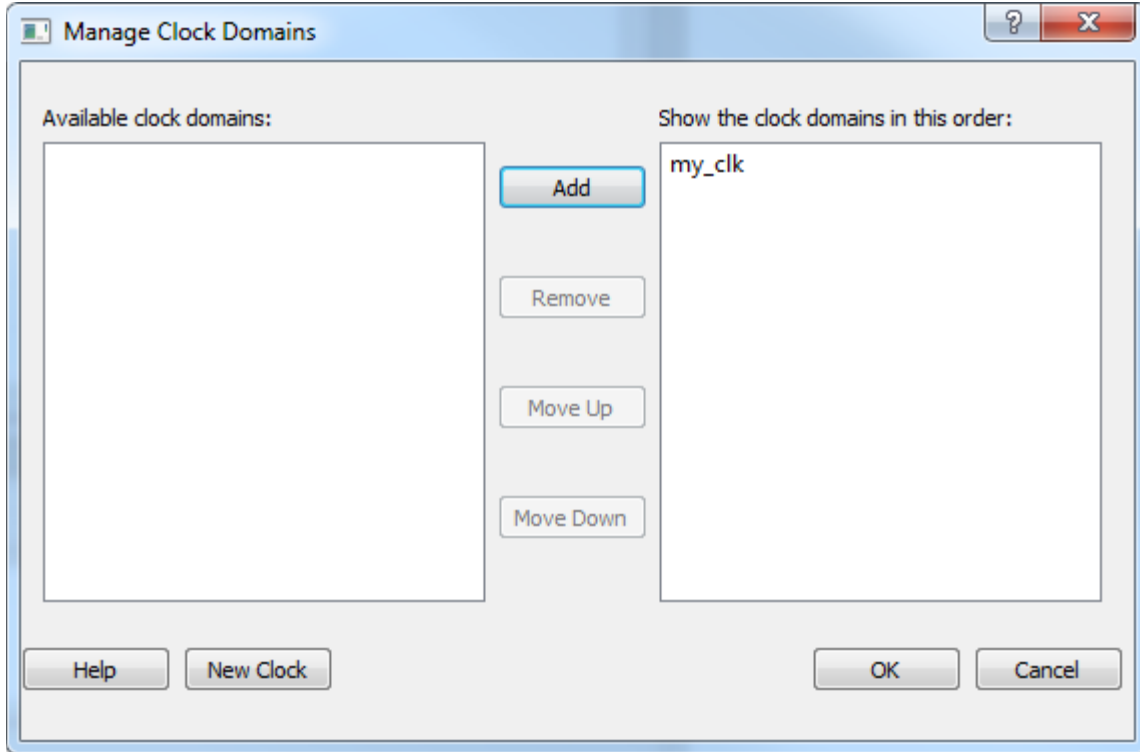 Manage Clock Domains
?
X
Available clock domains:
Show the clock domains in this order:
my_clk
Add
Remove
Move Up
Move Down
Help
New Clock
OK
Cancel